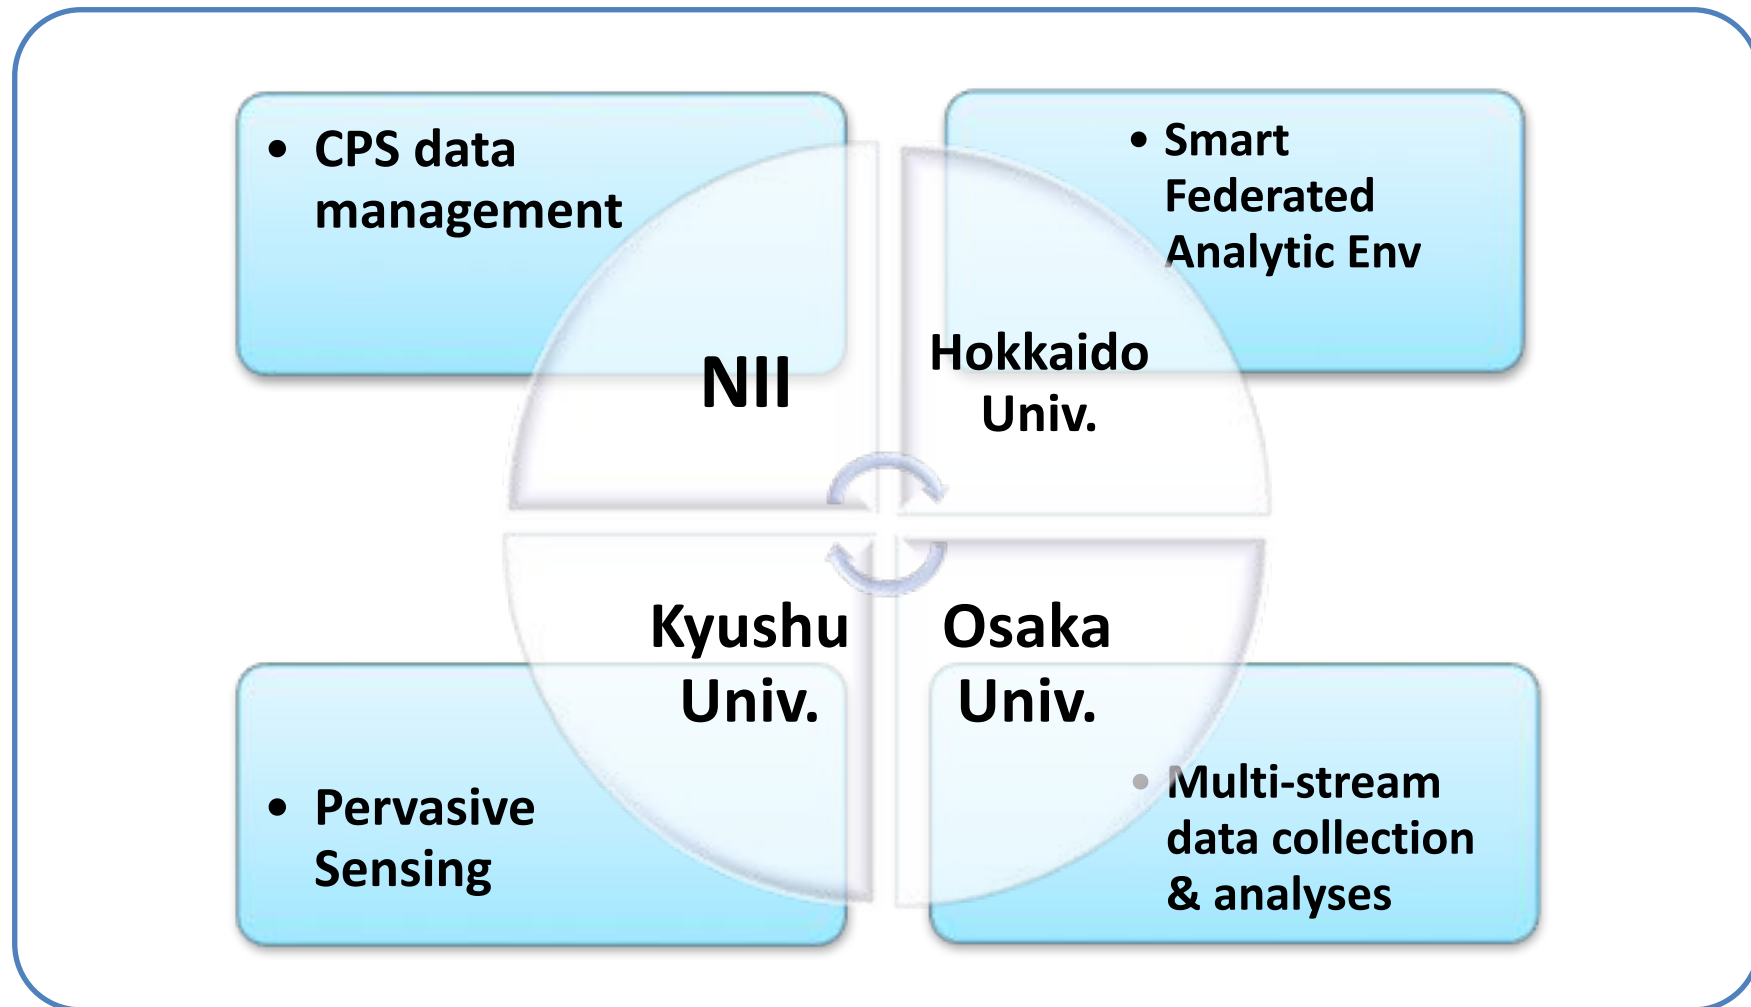 • CPS data
management
• Smart
Federated
Analytic Env
NII
Hokkaido
Univ.
Kyushu
Univ.
Osaka
Univ.
• Pervasive
Sensing
• Multi-stream
data collection
& analyses